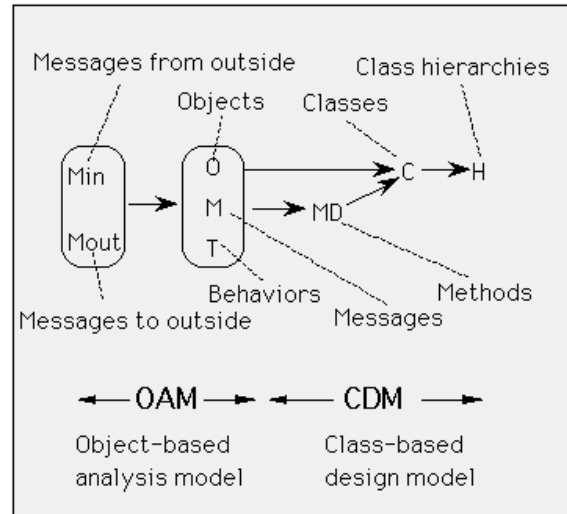 Messages from outside
Class hierarchies
Objects
Classes
Min
O
C
H
M
MD
Mout
T
Behaviors
Methods
Messages to outside
Messages
OAM
CDM
Object-based
analysis model
Class-based
design model